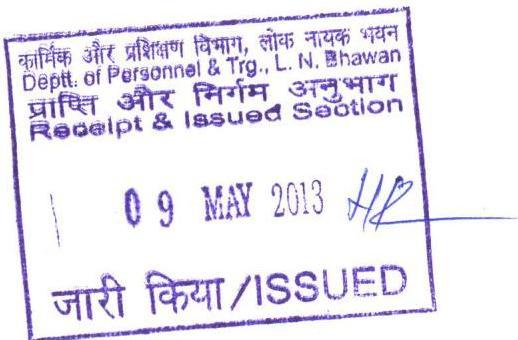 कार्मिक और प्रशिक्षण विभाग, लोक नायक भवन
Deptt. of Personnel & Trg., L. N. Bhawan
प्राप्ति और निर्गम अनुभाग
Receipt & Issued Section
09 MAY 2013
जारी किया/ISSUED